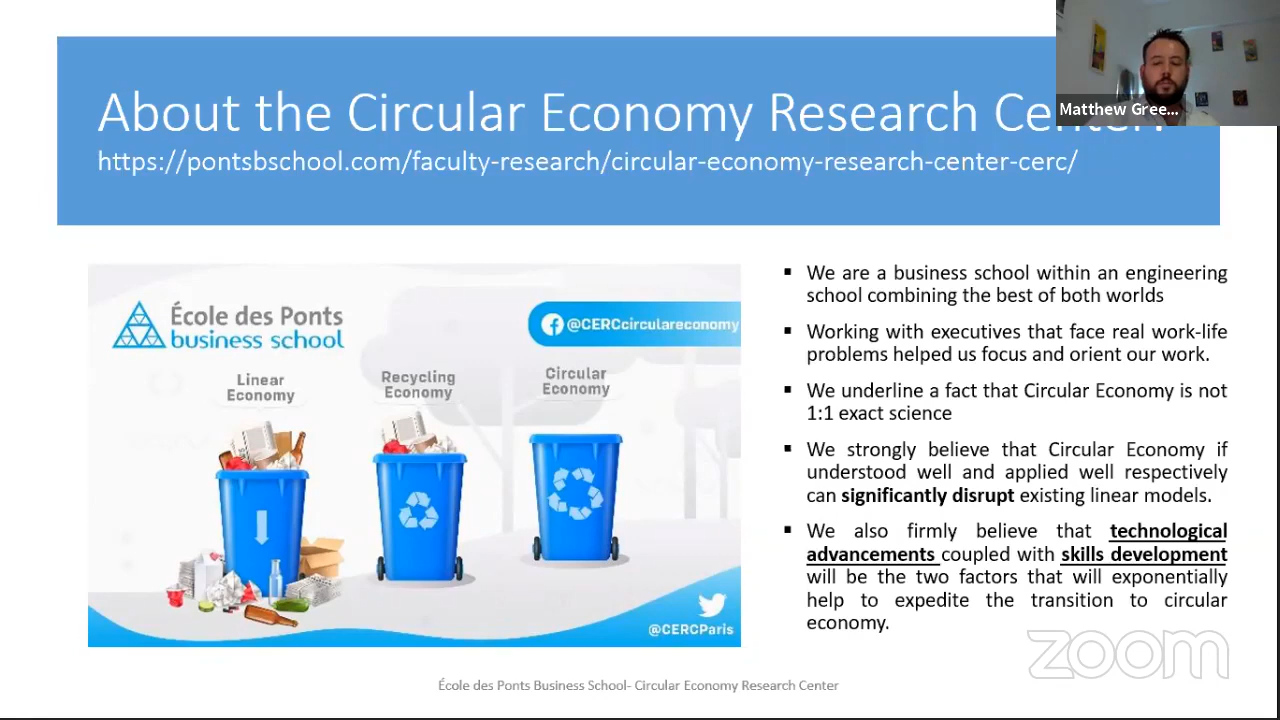 About the Circular Economy Research Center.
https://pontsbschool.com/faculty-research/circular-economy-research-center-cerc/
Matthew Gree...
École des Ponts
business school
@CERCcirculareconomy
Linear
Economy
Recycling
Economy
Circular
Economy
@CERCParis
▪ We are a business school within an engineering
school combining the best of both worlds
▪ Working with executives that face real work-life
problems helped us focus and orient our work.
▪ We underline a fact that Circular Economy is not
1:1 exact science
▪ We strongly believe that Circular Economy if
understood well and applied well respectively
can significantly disrupt existing linear models.
▪ We also firmly believe that technological
advancements coupled with skills development
will be the two factors that will exponentially
help to expedite the transition to circular
economy.
zoom
École des Ponts Business School- Circular Economy Research Center